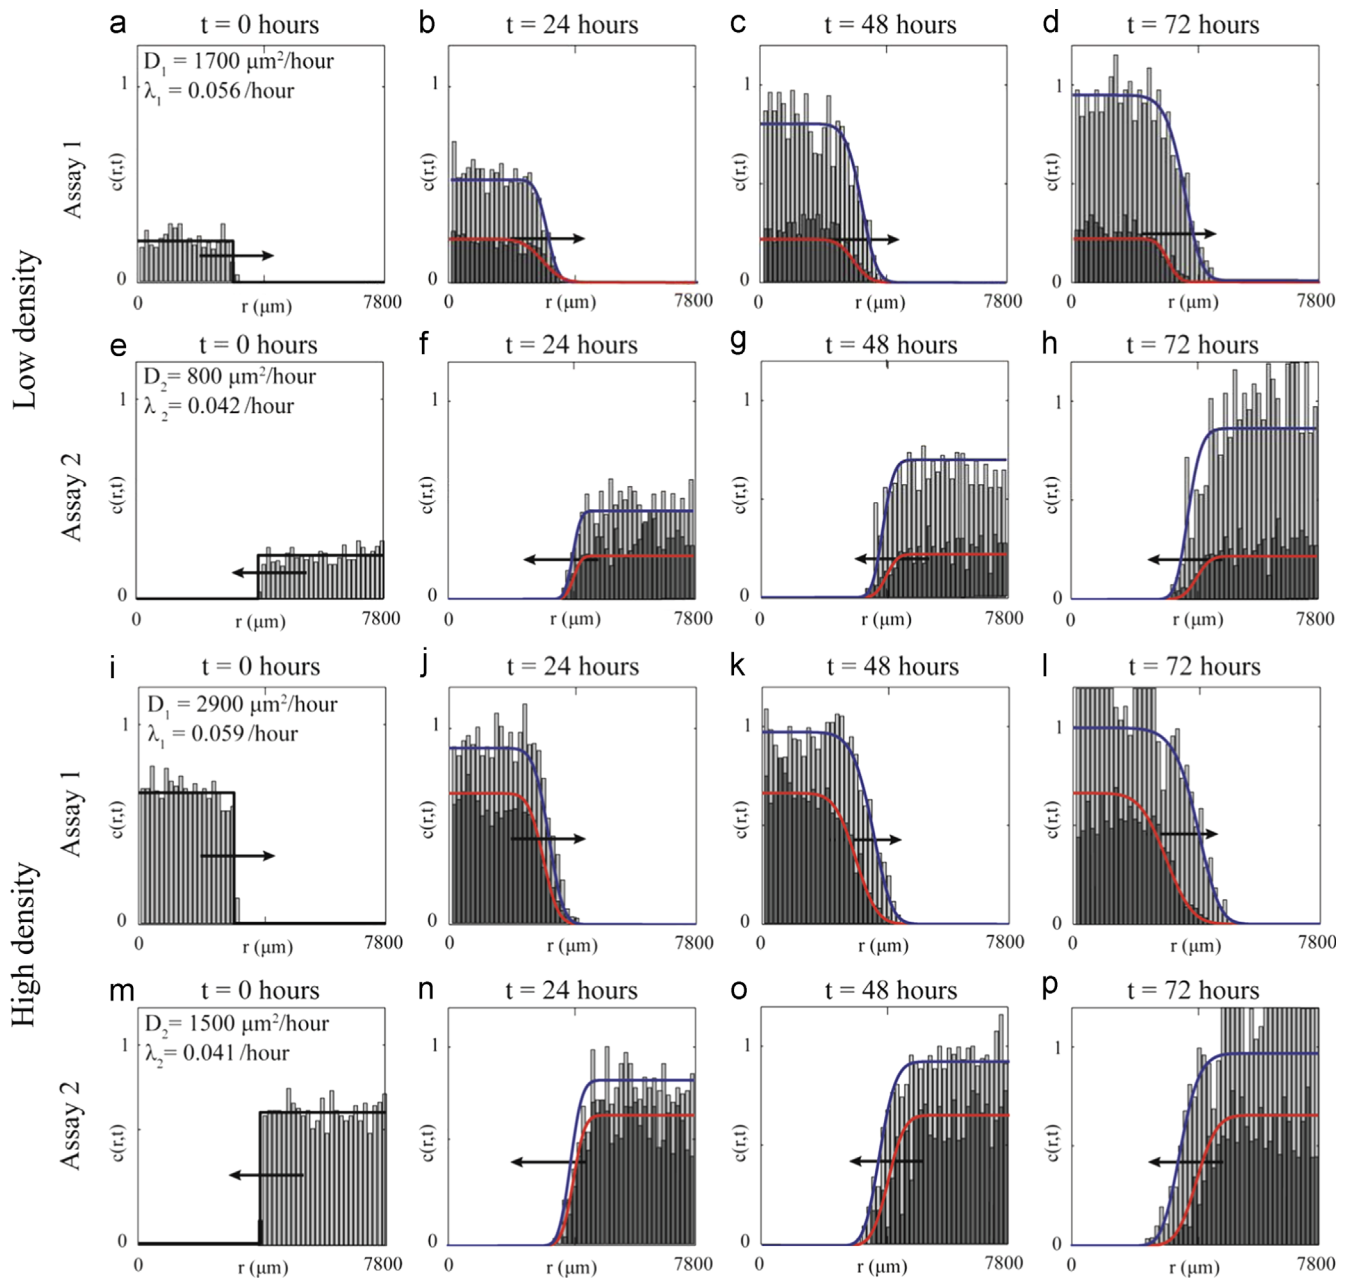 Low density
High density
Assay 1
a
t = 0 hours
D1 = 1700 μm²/hour
λ1 = 0.056 /hour
1
c(r,t)
0
0
r (μm)
7800
b
t = 24 hours
1
c(r,t)
0
0
r (μm)
7800
c
t = 48 hours
1
c(r,t)
0
0
r (μm)
7800
d
t = 72 hours
1
c(r,t)
0
0
r (μm)
7800
Assay 2
e
t = 0 hours
D2= 800 μm²/hour
λ2= 0.042 /hour
1
c(r,t)
0
0
r (μm)
7800
f
t = 24 hours
1
c(r,t)
0
0
r (μm)
7800
g
t = 48 hours
1
c(r,t)
0
0
r (μm)
7800
h
t = 72 hours
1
c(r,t)
0
0
r (μm)
7800
Assay 1
i
t = 0 hours
D1 = 2900 μm²/hour
λ1 = 0.059 /hour
1
c(r,t)
0
0
r (μm)
7800
j
t = 24 hours
1
c(r,t)
0
0
r (μm)
7800
k
t = 48 hours
1
c(r,t)
0
0
r (μm)
7800
l
t = 72 hours
1
c(r,t)
0
0
r (μm)
7800
Assay 2
m
t = 0 hours
D2= 1500 μm²/hour
λ2= 0.041 /hour
1
c(r,t)
0
0
r (μm)
7800
n
t = 24 hours
1
c(r,t)
0
0
r (μm)
7800
o
t = 48 hours
1
c(r,t)
0
0
r (μm)
7800
p
t = 72 hours
1
c(r,t)
0
0
r (μm)
7800